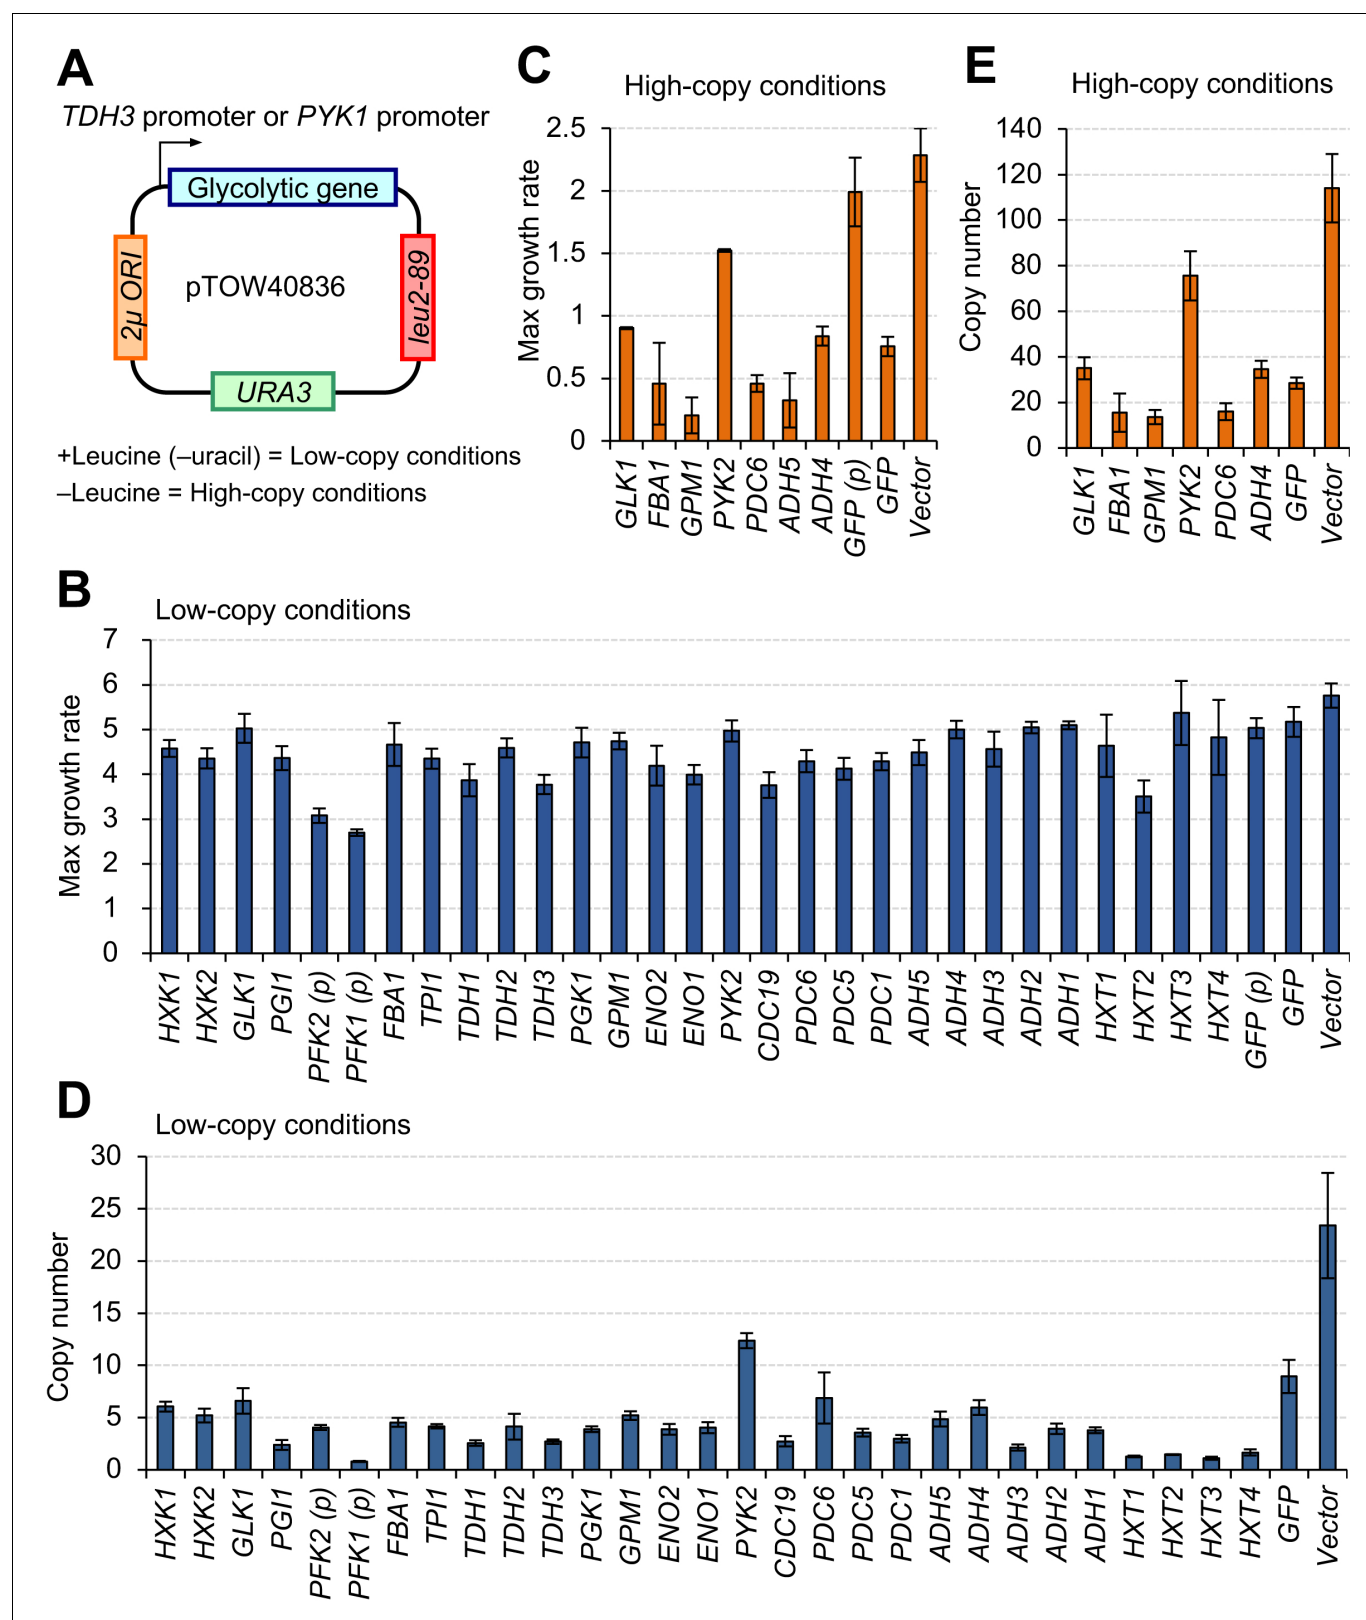 A
TDH3 promoter or PYK1 promoter
Glycolytic gene
2μ ORI
pTOW40836
leu2-89
URA3
+Leucine (–uracil) = Low-copy conditions
–Leucine = High-copy conditions
C
High-copy conditions
Max growth rate
2.5
2
1.5
1
0.5
0
GLK1
FBA1
GPM1
PYK2
PDC6
ADH5
ADH4
GFP (p)
GFP
Vector
E
High-copy conditions
Copy number
140
120
100
80
60
40
20
0
GLK1
FBA1
GPM1
PYK2
PDC6
ADH4
GFP
Vector
B
Low-copy conditions
Max growth rate
7
6
5
4
3
2
1
0
HXK1
HXK2
GLK1
PGI1
PFK2 (p)
PFK1 (p)
FBA1
TPI1
TDH1
TDH2
TDH3
PGK1
GPM1
ENO2
ENO1
PYK2
CDC19
PDC6
PDC5
PDC1
ADH5
ADH4
ADH3
ADH2
ADH1
HXT1
HXT2
HXT3
HXT4
GFP (p)
GFP
Vector
D
Low-copy conditions
Copy number
30
25
20
15
10
5
0
HXK1
HXK2
GLK1
PGI1
PFK2 (p)
PFK1 (p)
FBA1
TPI1
TDH1
TDH2
TDH3
PGK1
GPM1
ENO2
ENO1
PYK2
CDC19
PDC6
PDC5
PDC1
ADH5
ADH4
ADH3
ADH2
ADH1
HXT1
HXT2
HXT3
HXT4
GFP
Vector